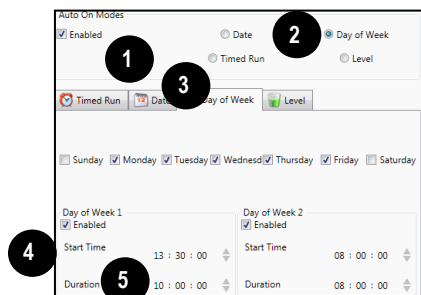 Auto On Modes
Enabled Date 2 Day of Week
1 Timed Run Level
3
Timed Run 12 Date Day of Week Level
Sunday Monday Tuesday Wednesd Thursday Friday Saturday
Day of Week 1 Day of Week 2
Enabled Enabled
4 Start Time 13 : 30 : 00 Start Time 08 : 00 : 00
Duration 5 10 : 00 : 00 Duration 08 : 00 : 00